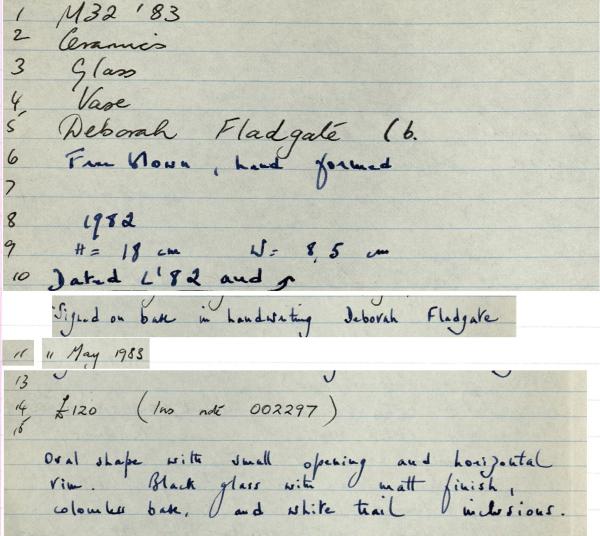 1 M32 '83
2 Ceramics
3 Glass
4 Vase
5 Deborah Fladgate (b.
6 Free blown, hand formed
7
8 1982
9 H= 18 cm W= 8,5 cm
10 Dated L'82 and
Signed on base in handwriting Deborah Fladgate
11 " May 1983
13
14 £120 (Ins note 002297)
15
Oval shape with small opening and horizontal
rim. Black glass with matt finish,
colourless base, and white trail inclusions.